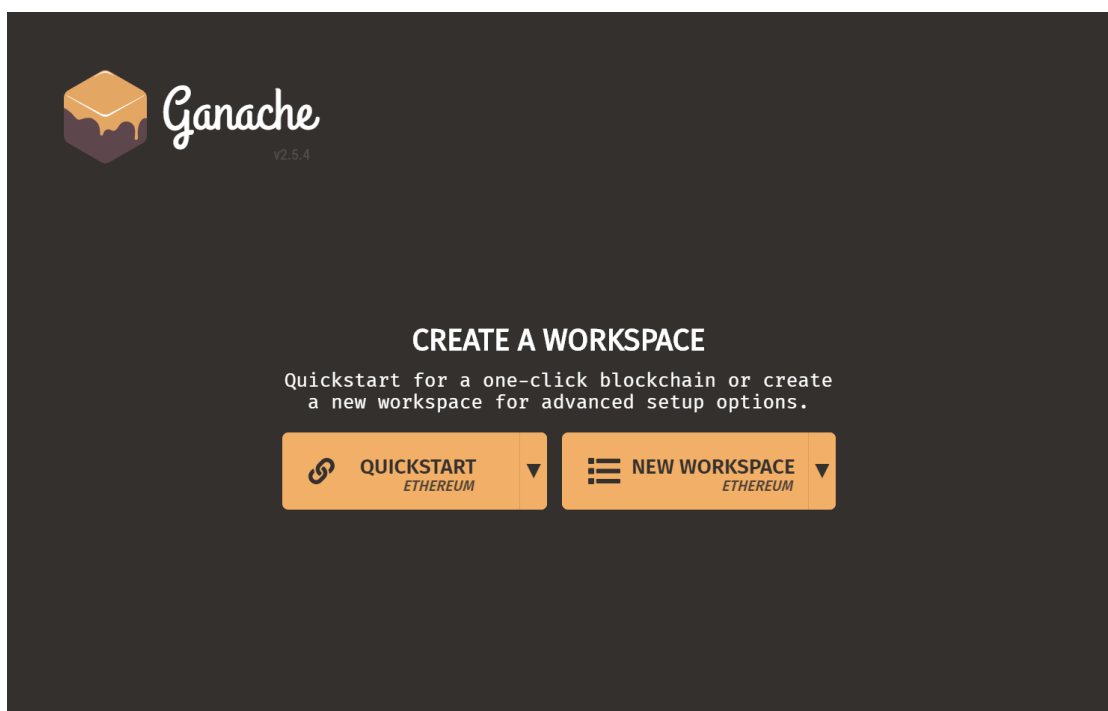 Ganache
v2.5.4
CREATE A WORKSPACE
Quickstart for a one-click blockchain or create
a new workspace for advanced setup options.
QUICKSTART
ETHEREUM
▼
NEW WORKSPACE
ETHEREUM
▼